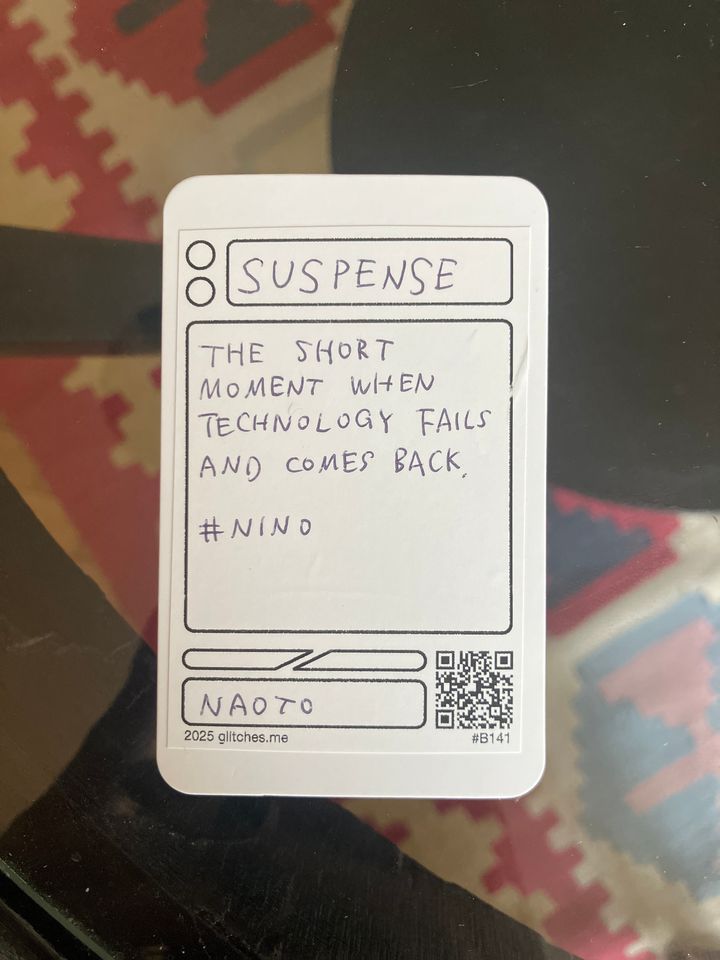 SUSPENSE
THE SHORT
MOMENT WHEN
TECHNOLOGY FAILS
AND COMES BACK.
#NINO
NAOTO
2025 glitches.me
#B141